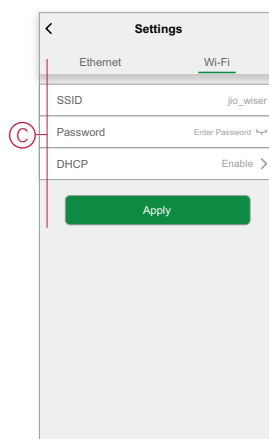 Settings
Ethernet Wi-Fi
SSID jio_wiser
C Password Enter Password
DHCP Enable
Apply